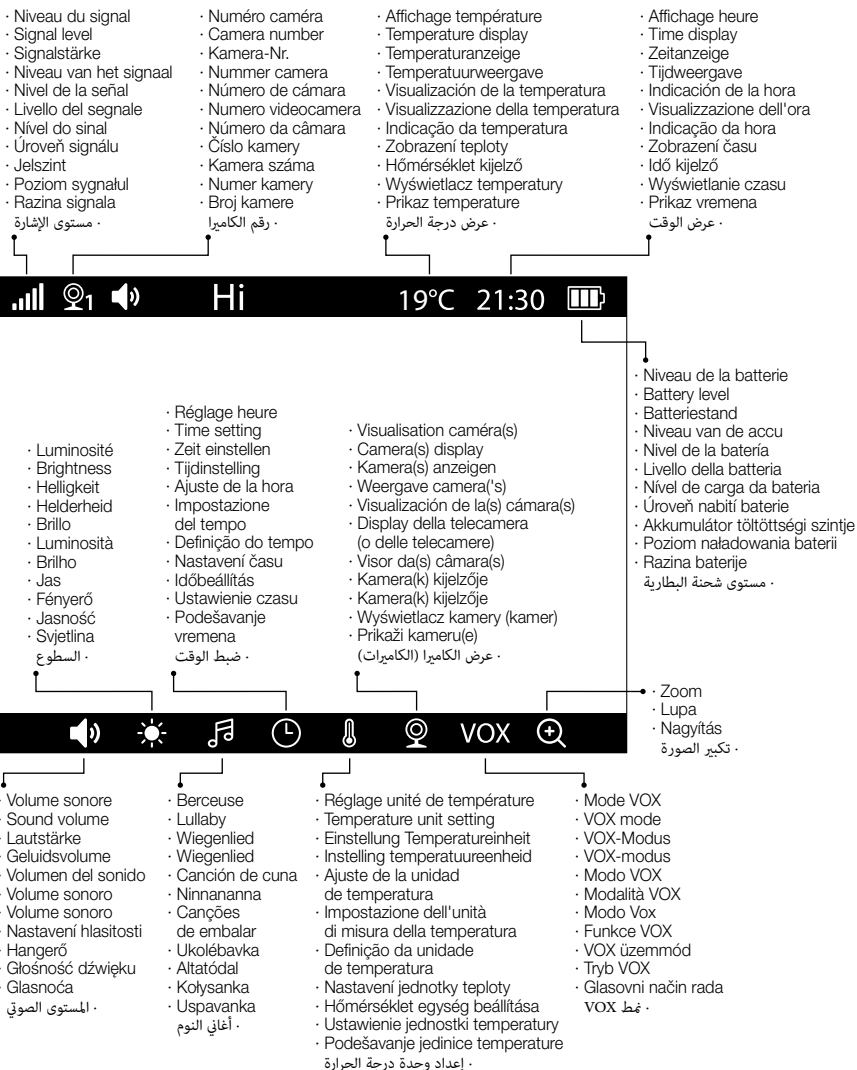 · Niveau du signal
· Signal level
· Signalstärke
· Niveau van het signaal
· Nivel de la señal
· Livello del segnale
· Nível do sinal
· Úroveň signálu
· Jelszint
· Poziom sygnałul
· Razina signala
· مستوى الإشارة
· Numéro caméra
· Camera number
· Kamera-Nr.
· Nummer camera
· Número de cámara
· Numero videocamera
· Número da câmara
· Číslo kamery
· Kamera száma
· Numer kamery
· Broj kamere
· رقم الكاميرا
· Affichage température
· Temperature display
· Temperaturanzeige
· Temperatuurweergave
· Visualización de la temperatura
· Visualizzazione della temperatura
· Indicação da temperatura
· Zobrazení teploty
· Hőmérséklet kijelző
· Wyświetlacz temperatury
· Prikaz temperature
· عرض درجة الحرارة
· Affichage heure
· Time display
· Zeitanzeige
· Tijdweergave
· Indicación de la hora
· Visualizzazione dell'ora
· Indicação da hora
· Zobrazení času
· Idő kijelző
· Wyświetlanie czasu
· Prikaz vremena
· عرض الوقت
1 Hi 19°C 21:30
· Niveau de la batterie
· Battery level
· Batteriestand
· Niveau van de accu
· Nivel de la batería
· Livello della batteria
· Nível de carga da bateria
· Úroveň nabití baterie
· Akkumulátor töltöttségi szintje
· Poziom naładowania baterii
· Razina baterije
· مستوى شحنة البطارية
· Luminosité
· Brightness
· Helligkeit
· Helderheid
· Brillo
· Luminosità
· Brilho
· Jas
· Fényerő
· Jasność
· Svjetlina
· السطوع
· Réglage heure
· Time setting
· Zeit einstellen
· Tijdinstelling
· Ajuste de la hora
· Impostazione
del tempo
· Definição do tempo
· Nastavení času
· Időbeállítás
· Ustawienie czasu
· Podešavanje
vremena
· ضبط الوقت
· Visualisation caméra(s)
· Camera(s) display
· Kamera(s) anzeigen
· Weergave camera('s)
· Visualización de la(s) cámara(s)
· Display della telecamera
(o delle telecamere)
· Visor da(s) câmara(s)
· Kamera(k) kijelzője
· Kamera(k) kijelzője
· Wyświetlacz kamery (kamer)
· Prikaži kameru(e)
· عرض الكاميرا (الكاميرات)
· Zoom
· Lupa
· Nagyítás
· تكبير الصورة
VOX
· Volume sonore
· Sound volume
· Lautstärke
· Geluidsvolume
· Volumen del sonido
· Volume sonoro
· Volume sonoro
· Nastavení hlasitosti
· Hangerő
· Głośność dźwięku
· Glasnoća
· المستوى الصوتي
· Berceuse
· Lullaby
· Wiegenlied
· Wiegenlied
· Canción de cuna
· Ninnananna
· Canções
de embalar
· Ukolébavka
· Altatódal
· Kołysanka
· Uspavanka
· أغاني النوم
· Réglage unité de température
· Temperature unit setting
· Einstellung Temperatureinheit
· Instelling temperatuureenheid
· Ajuste de la unidad
de temperatura
· Impostazione dell'unità
di misura della temperatura
· Definição da unidade
de temperatura
· Nastavení jednotky teploty
· Hőmérséklet egység beállítása
· Ustawienie jednostki temperatury
· Podešavanje jedinice temperature
· إعداد وحدة درجة الحرارة
· Mode VOX
· VOX mode
· VOX-Modus
· VOX-modus
· Modo VOX
· Modalità VOX
· Modo Vox
· Funkce VOX
· VOX üzemmód
· Tryb VOX
· Glasovni način rada
· نمط VOX